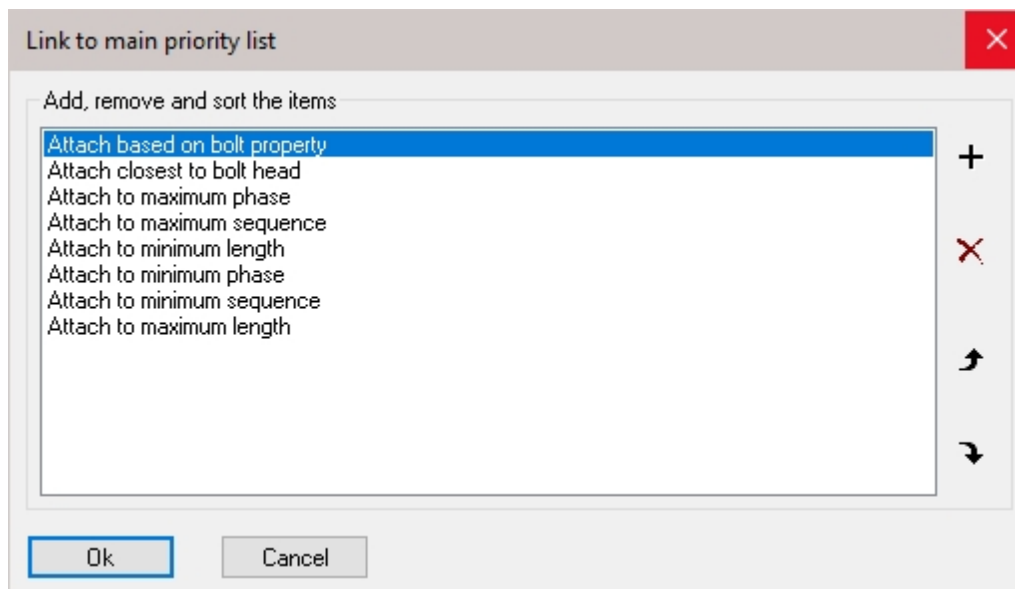 Link to main priority list
Add, remove and sort the items
Attach based on bolt property
Attach closest to bolt head
Attach to maximum phase
Attach to maximum sequence
Attach to minimum length
Attach to minimum phase
Attach to minimum sequence
Attach to maximum length
Ok
Cancel